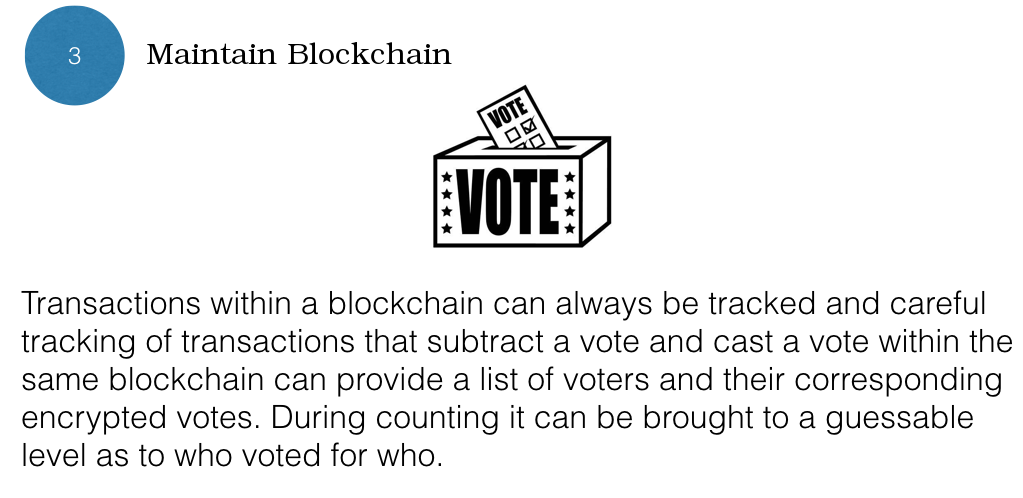 3
Maintain Blockchain
VOTE
VOTE
Transactions within a blockchain can always be tracked and careful
tracking of transactions that subtract a vote and cast a vote within the
same blockchain can provide a list of voters and their corresponding
encrypted votes. During counting it can be brought to a guessable
level as to who voted for who.